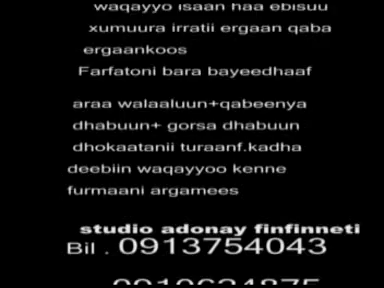 waqayyo isaan haa ebisuu
xumuura irratii ergaan qaba
ergaankoos
Farfatoni bara bayeedhaaf
araa walaaluun+qabeenya
dhabuun+ gorsa dhabuun
dhokaatanii turaanf.kadha
deebiin waqayyoo kenne
furmaani argamees
studio adonay finfinneti
Bil . 0913754043